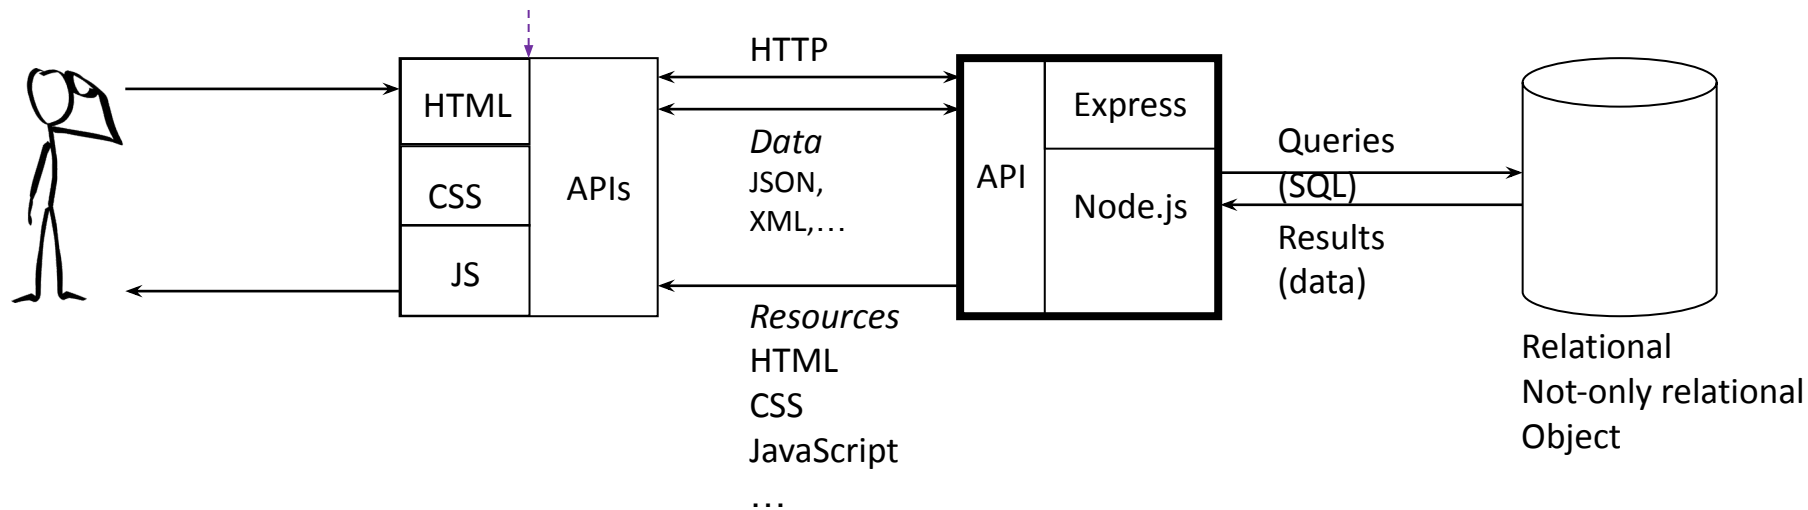 HTML
CSS
JS
APIs
HTTP
Data
JSON,
XML,...
Resources
HTML
CSS
JavaScript
...
API
Express
Node.js
Queries
(SQL)
Results
(data)
Relational
Not-only relational
Object